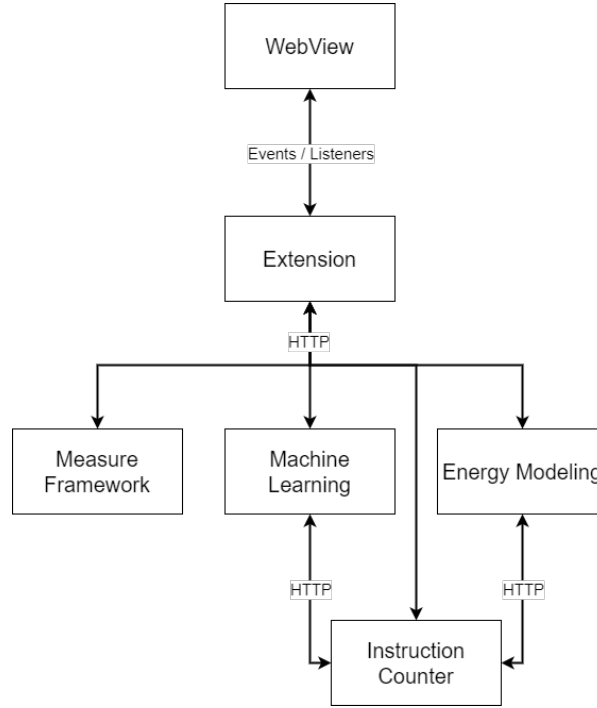 WebView
Events / Listeners
Extension
HTTP
Measure
Framework
Machine
Learning
Energy Modeling
HTTP
HTTP
Instruction
Counter